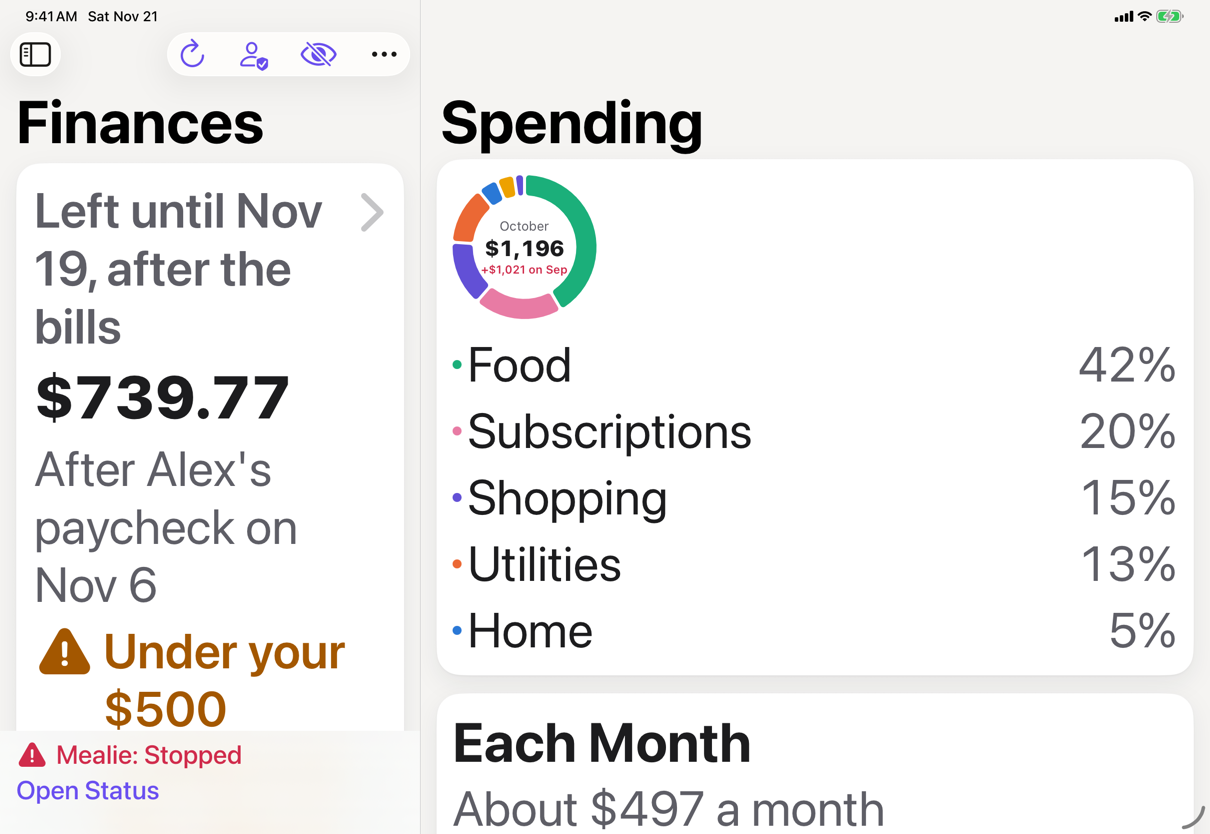 9:41 AM Sat Nov 21
Finances
Left until Nov
19, after the
bills
$739.77
After Alex's
paycheck on
Nov 6
Under your
$500
Mealie: Stopped
Open Status
Spending
October
$1,196
+$1,021 on Sep
Food 42%
Subscriptions 20%
Shopping 15%
Utilities 13%
Home 5%
Each Month
About $497 a month